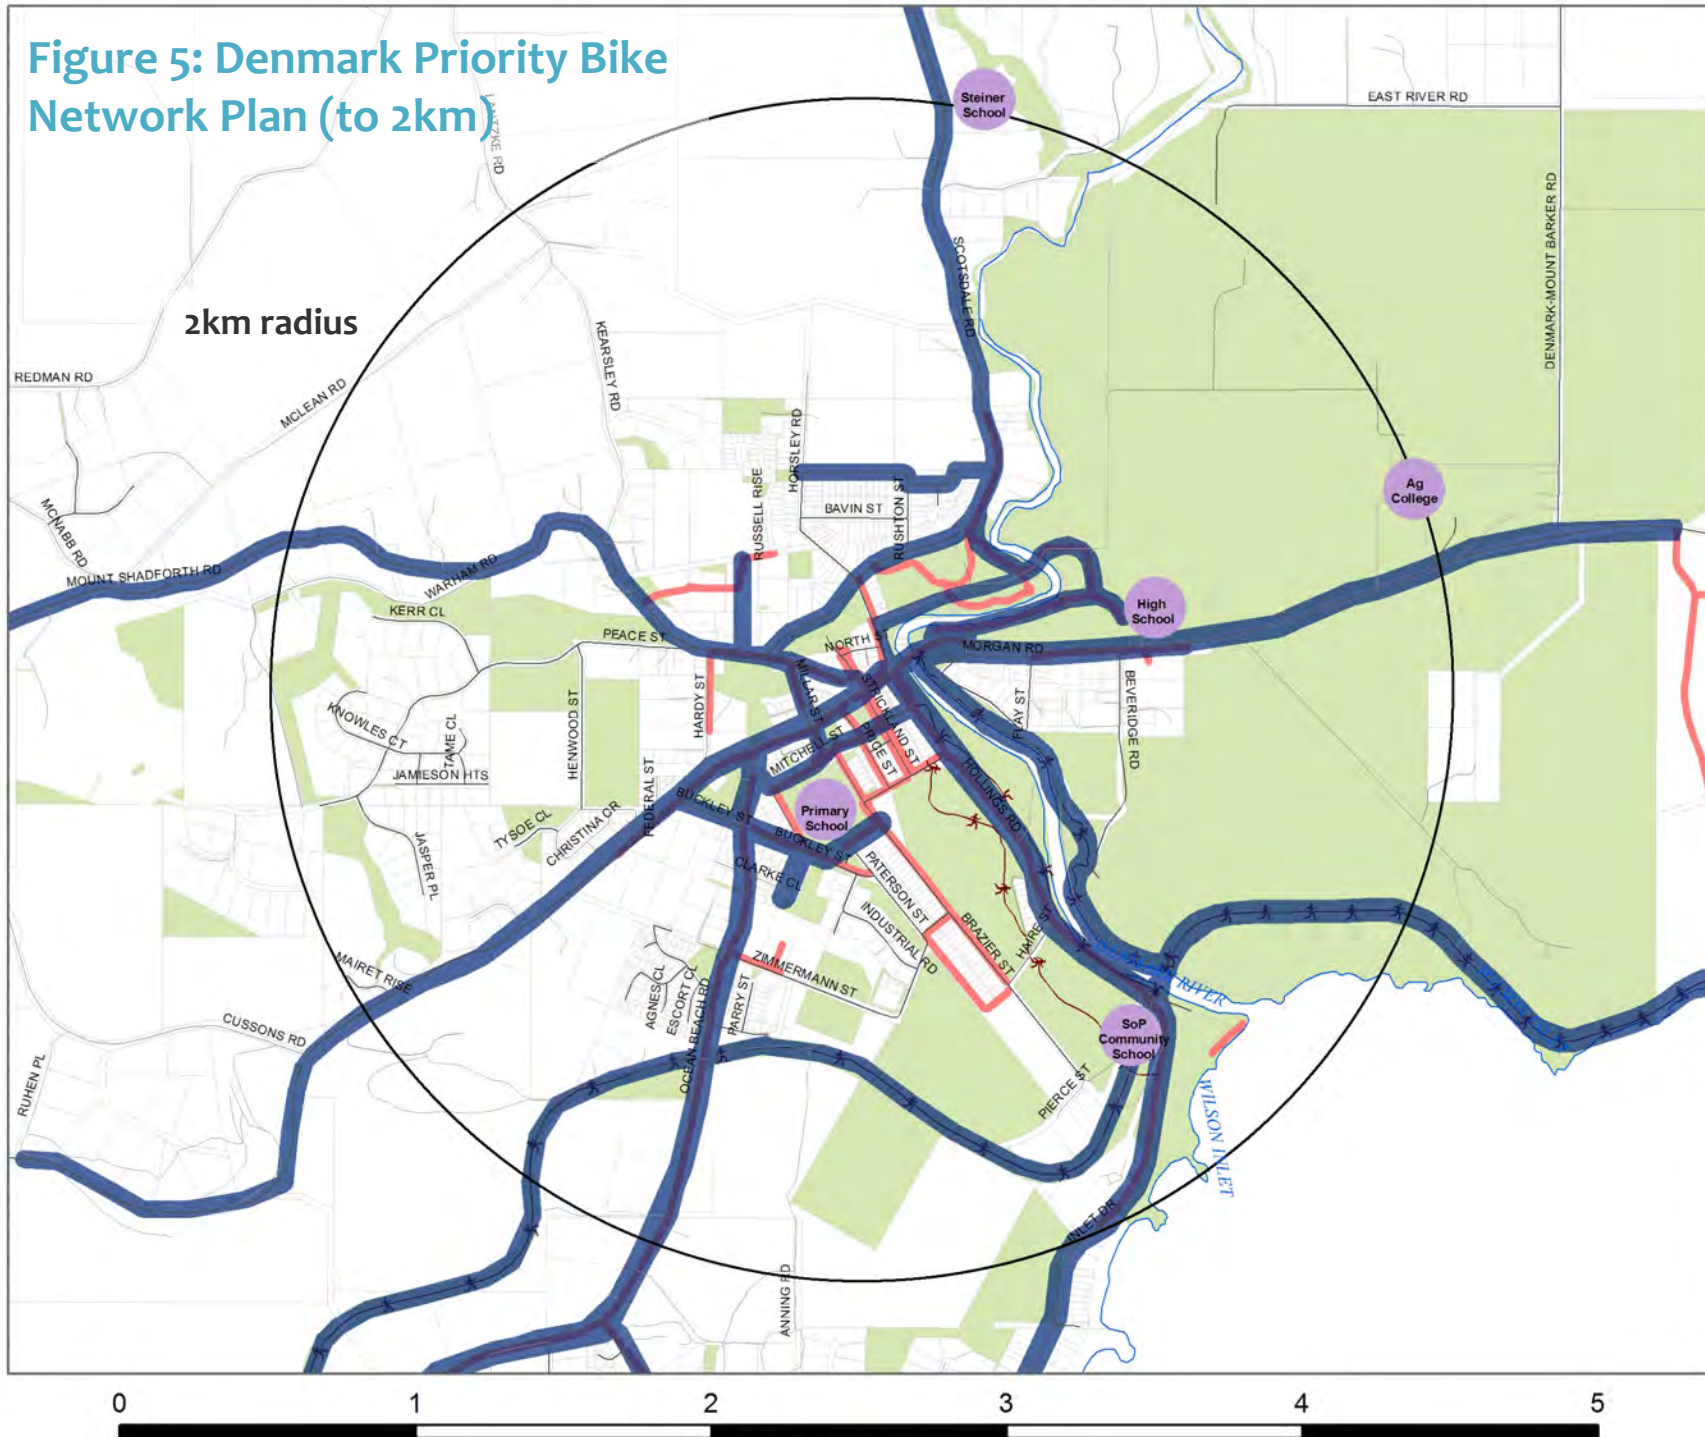 Figure 5: Denmark Priority Bike
Network Plan (to 2km)
Steiner
School
EAST RIVER RD
LANTZKE RD
DENMARK-MOUNT BARKER RD
SCOTSDALE RD
2km radius
KEARSLEY RD
REDMAN RD
MCLEAN RD
HORSLEY RD
RUSSELL RISE
RUSHTON ST
BAVIN ST
Ag
College
MCNABB RD
MOUNT SHADFORTH RD
WARHAM RD
KERR CL
High
School
PEACE ST
NORTH ST
MORGAN RD
MILLAR ST
STRICKLAND ST
HARDY ST
HENWOOD ST
KNOWLES CT
TAME CL
FLAY ST
BEVERIDGE RD
PRICE ST
MITCHELL ST
JAMIESON HTS
FEDERAL ST
HOLLINGS RD
BUCKLEY ST
Primary
School
TYSOE CL
CHRISTINA CR
BUCKLEY ST
JASPER PL
CLARKE CL
PATERSON ST
INDUSTRIAL RD
BRAZIER ST
HAIRE ST
MAIRET RISE
ZIMMERMANN ST
AGNES CL
ESCORT CL
OCEAN BEACH RD
PARRY ST
RIVER
CUSSONS RD
SoP
Community
School
RUHEN PL
PIERCE ST
WILSON INLET
INLET DR
ANNING RD
0 1 2 3 4 5